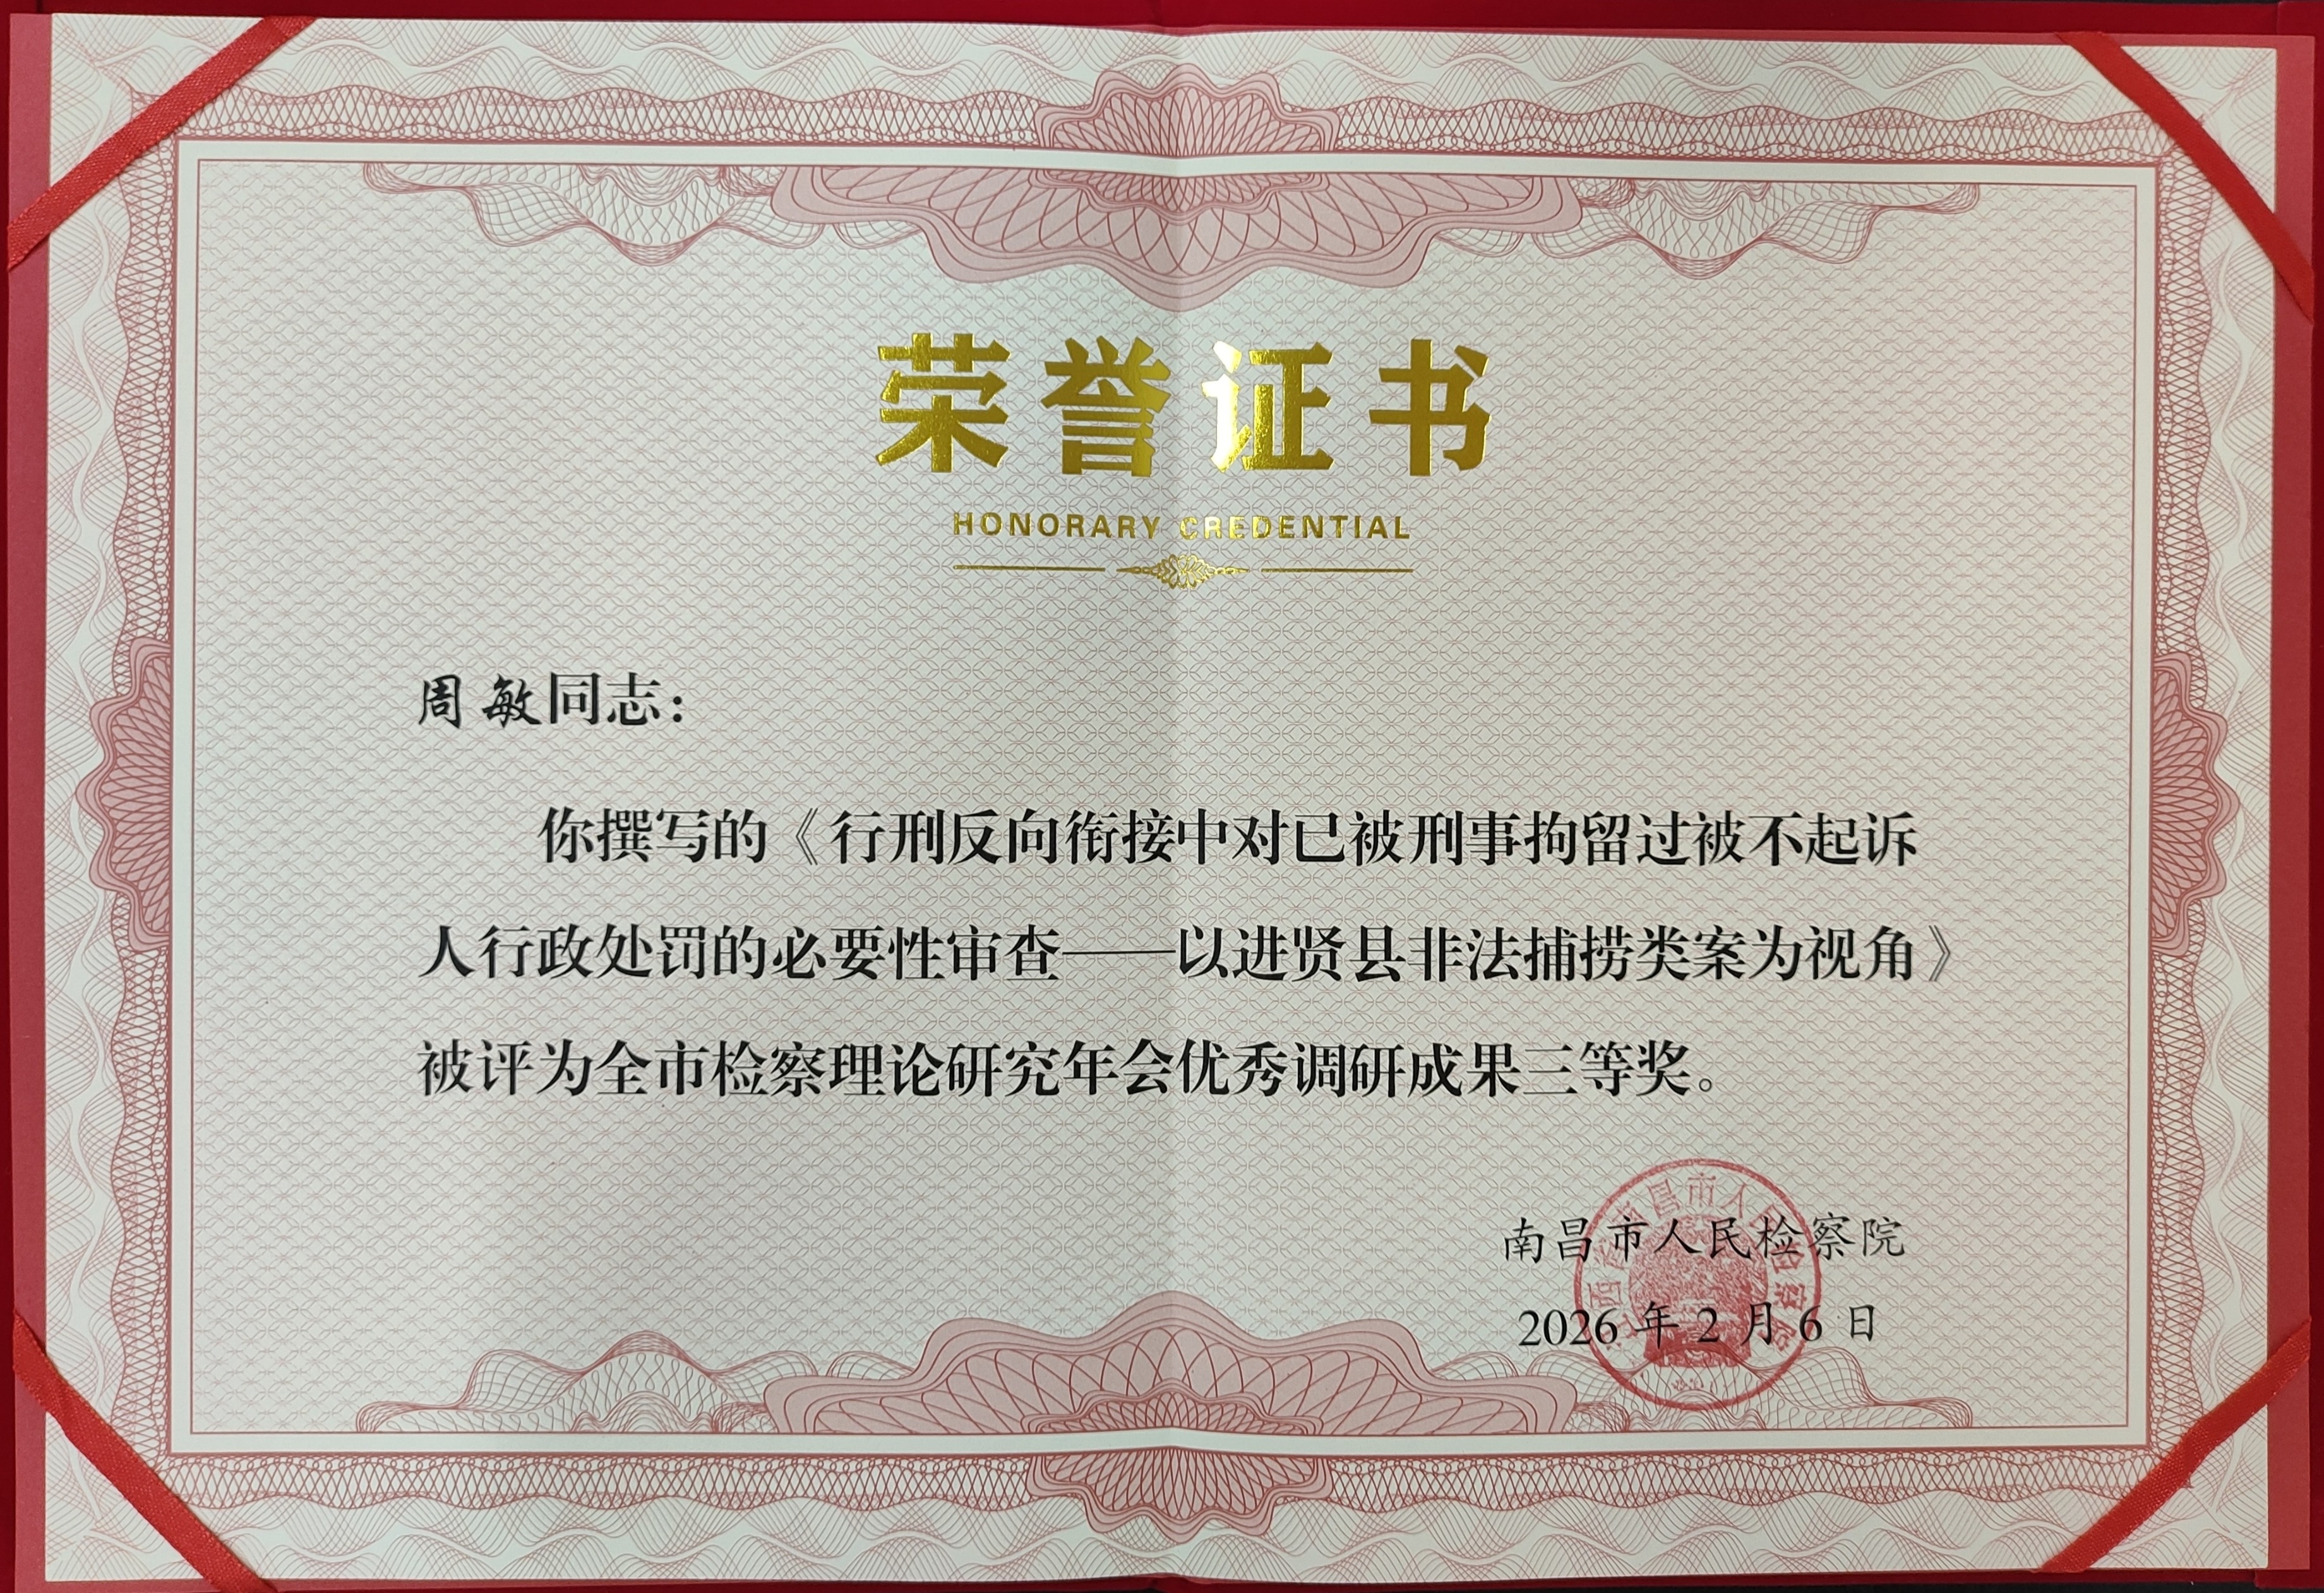 荣誉证书
HONORARY CREDENTIAL
周敏同志：
你撰写的《行刑反向衔接中对已被刑事拘留过被不起诉
人行政处罚的必要性审查——以进贤县非法捕捞类案为视角》
被评为全市检察理论研究年会优秀调研成果三等奖。
南昌市人民检察院
2026年2月6日